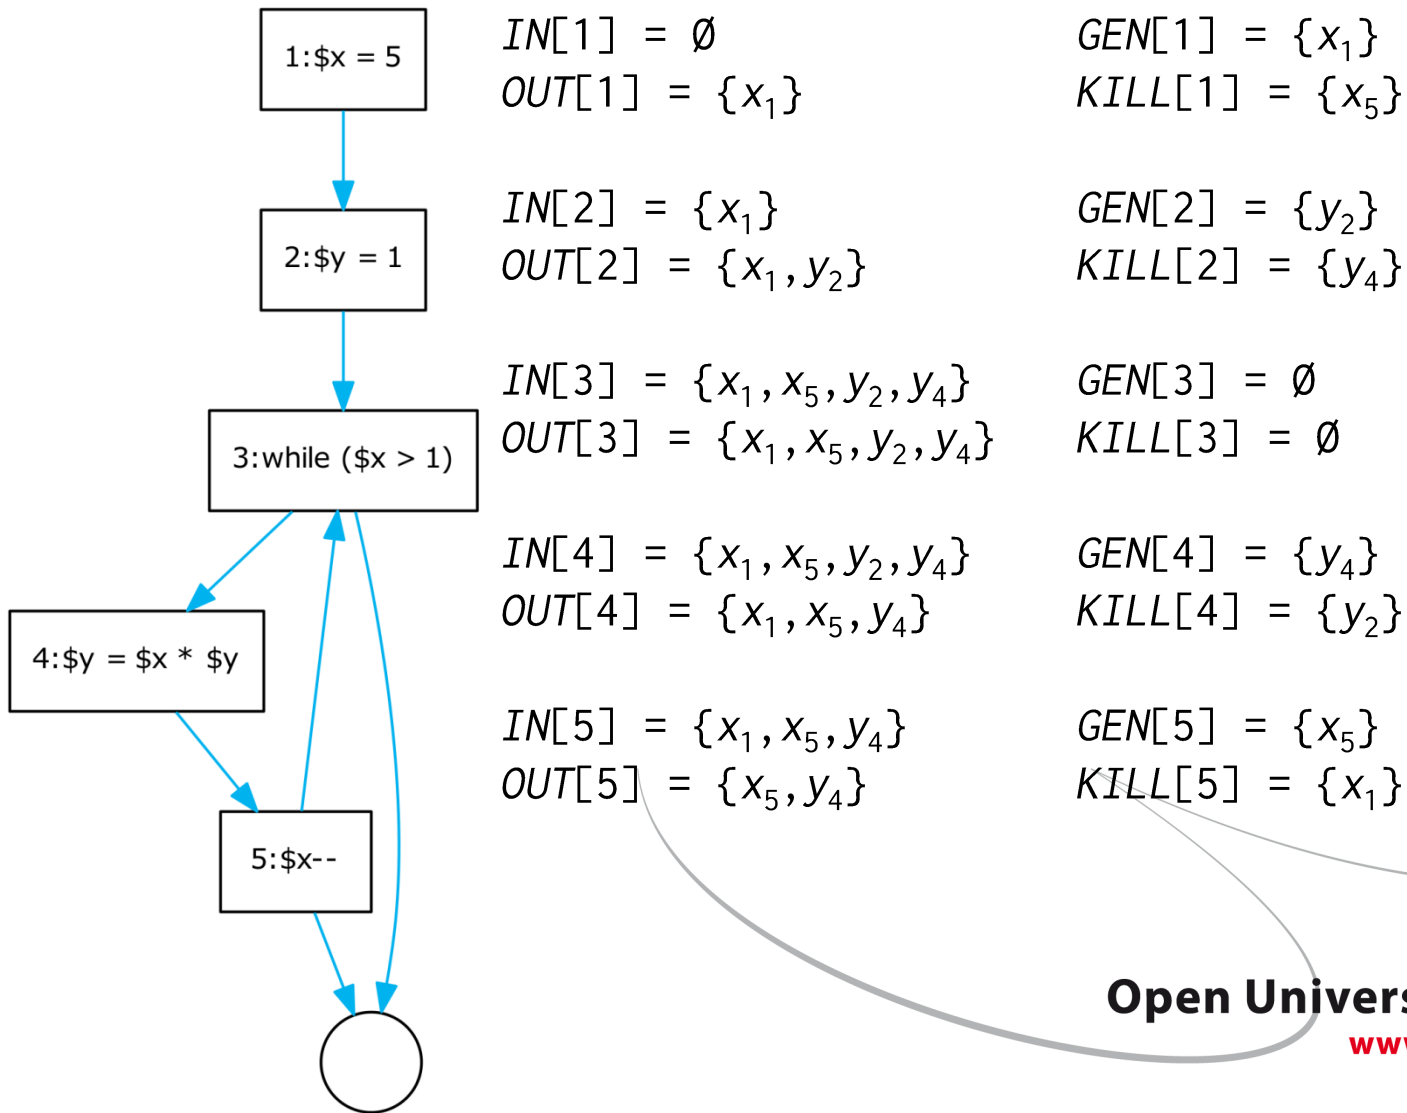 1:$x = 5
2:$y = 1
3:while ($x > 1)
4:$y = $x * $y
5:$x--
IN[1] = Ø
OUT[1] = {x₁}
IN[2] = {x₁}
OUT[2] = {x₁,y₂}
IN[3] = {x₁,x₅,y₂,y₄}
OUT[3] = {x₁,x₅,y₂,y₄}
IN[4] = {x₁,x₅,y₂,y₄}
OUT[4] = {x₁,x₅,y₄}
IN[5] = {x₁,x₅,y₄}
OUT[5] = {x₅,y₄}
GEN[1] = {x₁}
KILL[1] = {x₅}
GEN[2] = {y₂}
KILL[2] = {y₄}
GEN[3] = Ø
KILL[3] = Ø
GEN[4] = {y₄}
KILL[4] = {y₂}
GEN[5] = {x₅}
KILL[5] = {x₁}
Open Univers
www